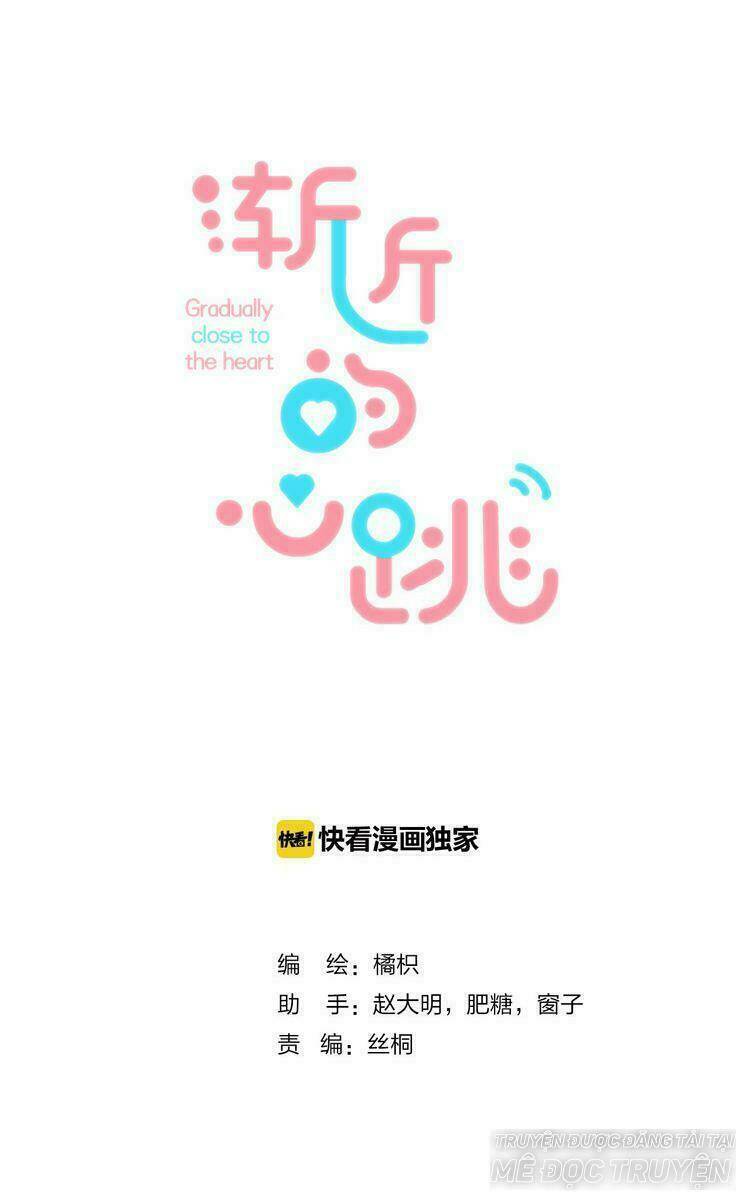 渐近
Gradually
close to
the heart
的
心跳
快看! 快看漫画独家
编 绘：橘枳
助 手：赵大明，肥糖，窗子
责 编：丝桐
TRUYỆN ĐƯỢC ĐĂNG TẢI TẠI
MÊ ĐỌC TRUYỆN